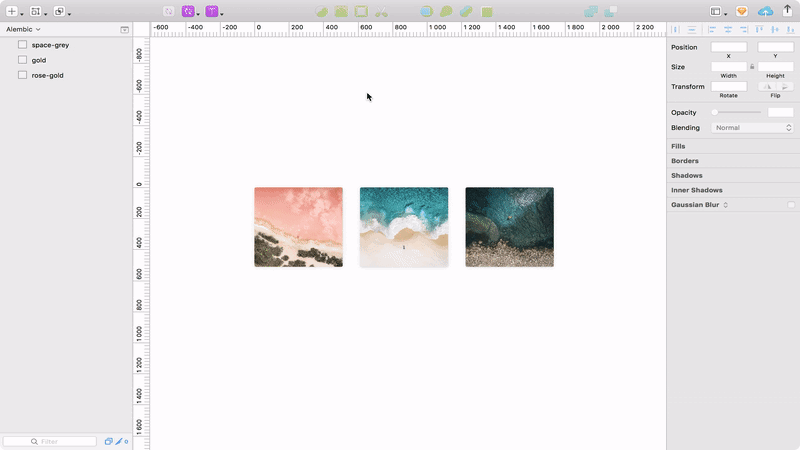 -600 -400 -200 0 200 400 600 800 1 000 1 200 1 400 1 600 1 800 2 000 2 200
Alembic
space-grey
gold
rose-gold
-800
-600
-400
-200
0
200
400
600
800
1 000
1 200
1 400
1 600
Filter
0
Position
X Y
Size
Width Height
Transform
Rotate Flip
Opacity
Blending Normal
Fills
Borders
Shadows
Inner Shadows
Gaussian Blur